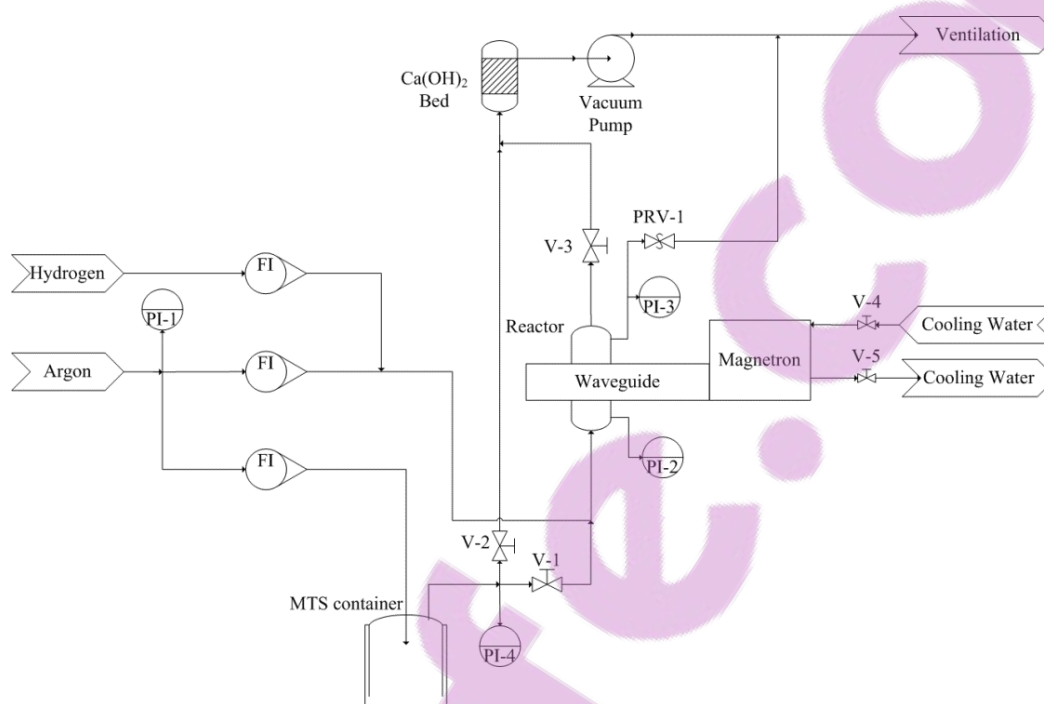 Ventilation
Ca(OH)2
Bed
Vacuum
Pump
PRV-1
V-3
FI
Hydrogen
PI-1
PI-3
V-4
Reactor
Cooling Water
Magnetron
Argon
FI
Waveguide
V-5
Cooling Water
FI
PI-2
V-2
V-1
MTS container
PI-4